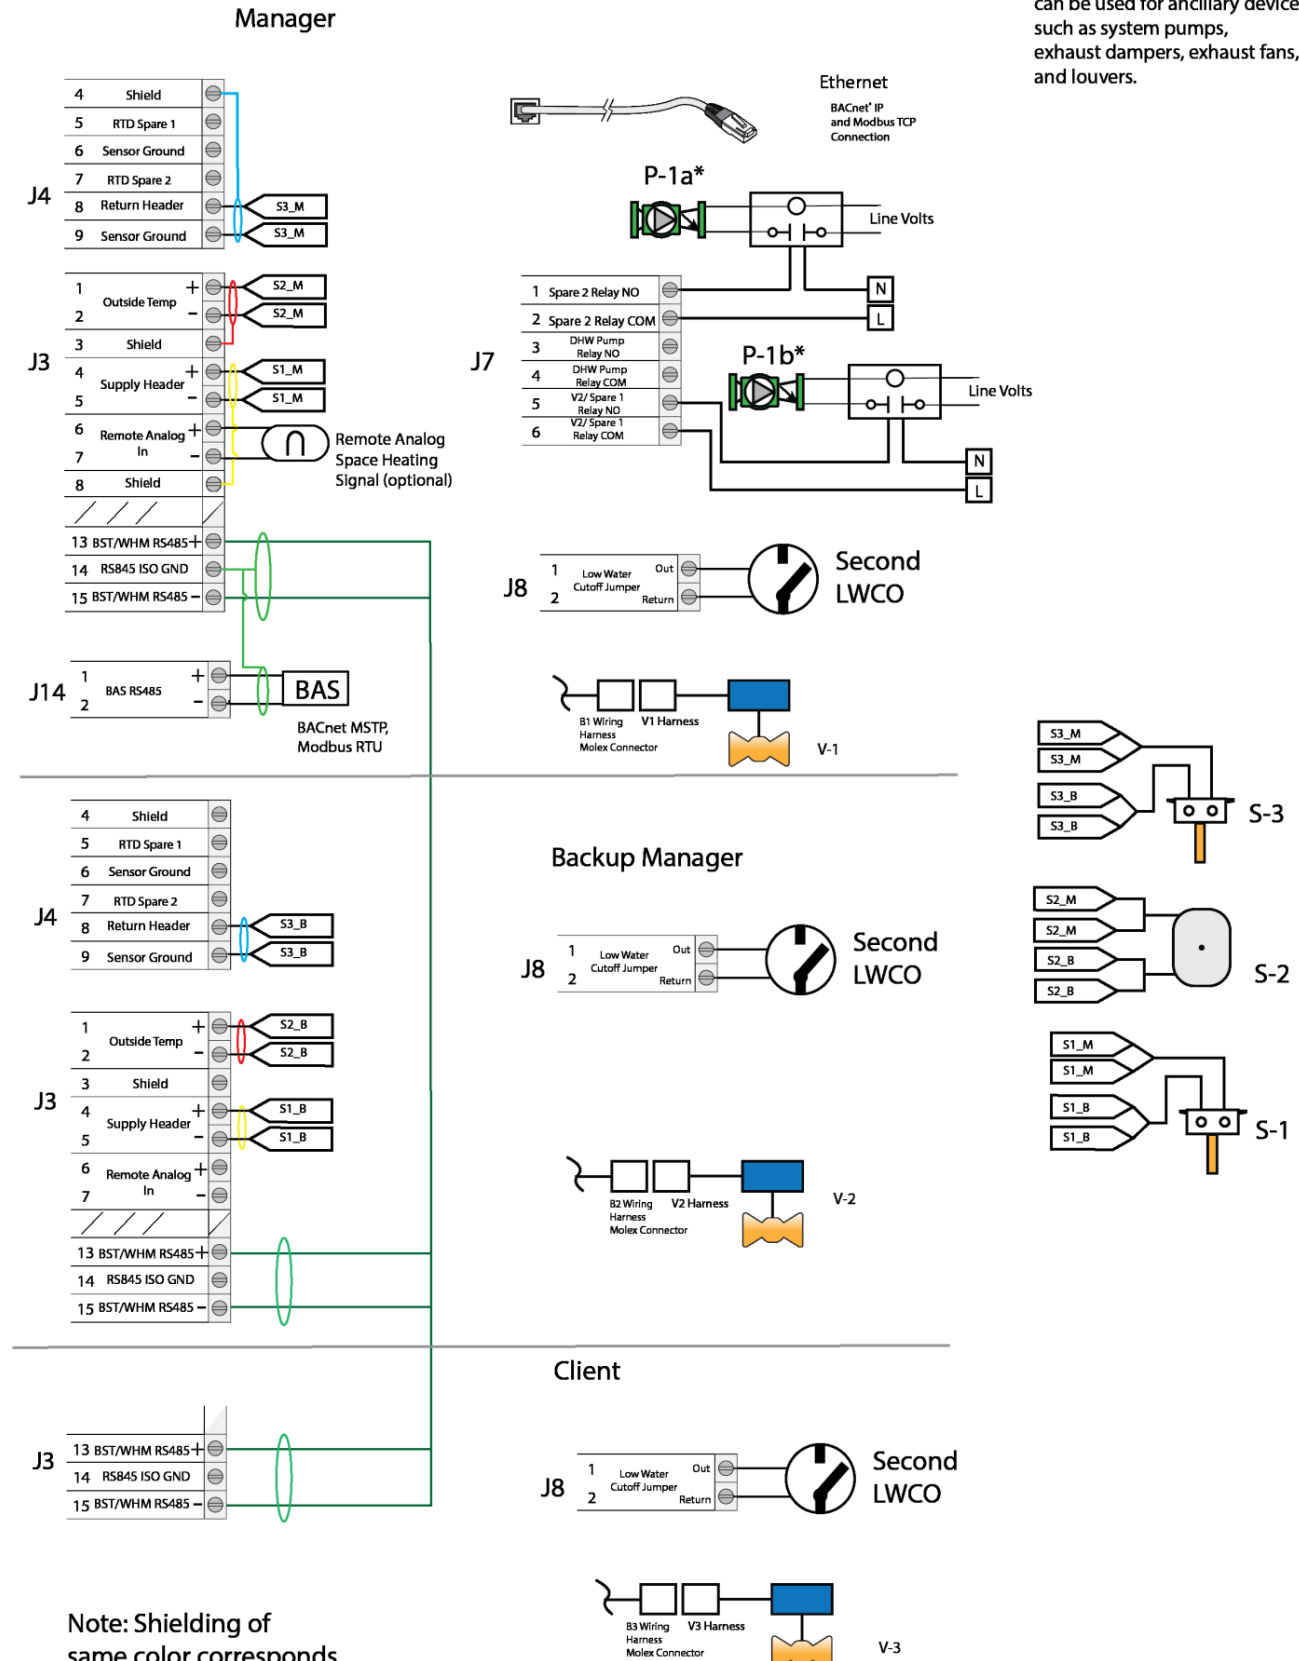 Manager
can be used for ancillary device
such as system pumps,
exhaust dampers, exhaust fans,
and louvers.
J4
4 Shield
5 RTD Spare 1
6 Sensor Ground
7 RTD Spare 2
8 Return Header
9 Sensor Ground
S3_M
S3_M
Ethernet
BACnet® IP
and Modbus TCP
Connection
P-1a*
Line Volts
J3
1 + Outside Temp
2 -
3 Shield
4 + Supply Header
5 -
6 Remote Analog +
7 In -
8 Shield
S2_M
S2_M
S1_M
S1_M
Remote Analog
Space Heating
Signal (optional)
13 BST/WHM RS485 +
14 RS845 ISO GND
15 BST/WHM RS485 -
J7
1 Spare 2 Relay NO
2 Spare 2 Relay COM
3 DHW Pump
Relay NO
4 DHW Pump
Relay COM
5 V2/ Spare 1
Relay NO
6 V2/ Spare 1
Relay COM
N
L
P-1b*
Line Volts
N
L
J8
1 Low Water Out
2 Cutoff Jumper Return
Second
LWCO
J14
1 + BAS RS485
2 -
BAS
BACnet MSTP,
Modbus RTU
B1 Wiring
Harness
Molex Connector
V1 Harness
V-1
J4
4 Shield
5 RTD Spare 1
6 Sensor Ground
7 RTD Spare 2
8 Return Header
9 Sensor Ground
S3_B
S3_B
Backup Manager
J8
1 Low Water Out
2 Cutoff Jumper Return
Second
LWCO
J3
1 + Outside Temp
2 -
3 Shield
4 + Supply Header
5 -
6 Remote Analog +
7 In -
S2_B
S2_B
S1_B
S1_B
13 BST/WHM RS485 +
14 RS845 ISO GND
15 BST/WHM RS485 -
B2 Wiring
Harness
Molex Connector
V2 Harness
V-2
S3_M
S3_M
S3_B
S3_B
S-3
S2_M
S2_M
S2_B
S2_B
S-2
S1_M
S1_M
S1_B
S1_B
S-1
Client
J3
13 BST/WHM RS485 +
14 RS845 ISO GND
15 BST/WHM RS485 -
J8
1 Low Water Out
2 Cutoff Jumper Return
Second
LWCO
B3 Wiring
Harness
Molex Connector
V3 Harness
V-3
Note: Shielding of
same color corresponds